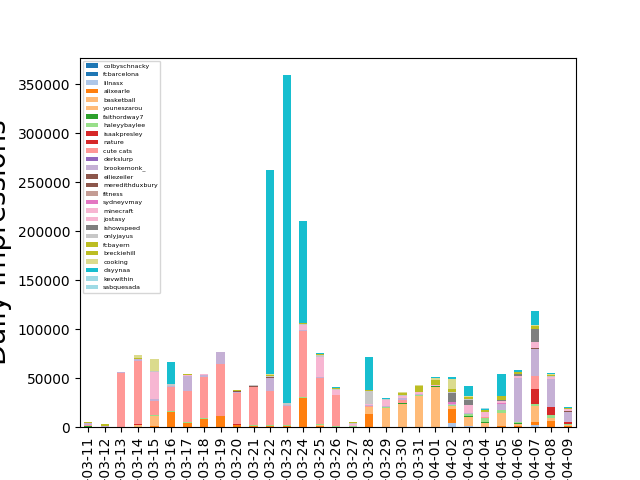 colbyschnacky
fcbarcelona
lilnasx
alixearle
basketball
youneszarou
faithordway7
haleyybaylee
isaakpresley
nature
cute cats
derkslurp
brookemonk_
elliezeiler
meredithduxbury
fitness
sydneyvmay
minecraft
jostasy
ishowspeed
onlyjayus
fcbayern
breckiehill
cooking
dayynaa
kevwithin
sabquesada
350000
300000
250000
200000
150000
100000
50000
0
Daily Impressions
03-11
03-12
03-13
03-14
03-15
03-16
03-17
03-18
03-19
03-20
03-21
03-22
03-23
03-24
03-25
03-26
03-27
03-28
03-29
03-30
03-31
04-01
04-02
04-03
04-04
04-05
04-06
04-07
04-08
04-09